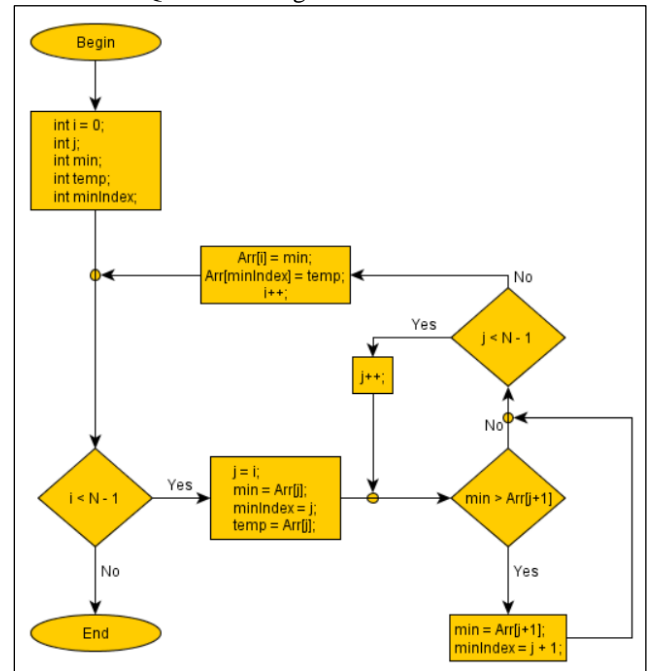 Begin
int i = 0;
int j;
int min;
int temp;
int minIndex;
Arr[i] = min;
Arr[minIndex] = temp;
i++;
No
Yes
j < N - 1
j++;
No
i < N - 1
Yes
j = i;
min = Arr[j];
minIndex = j;
temp = Arr[j];
min > Arr[j+1]
No
Yes
End
min = Arr[j+1];
minIndex = j + 1;